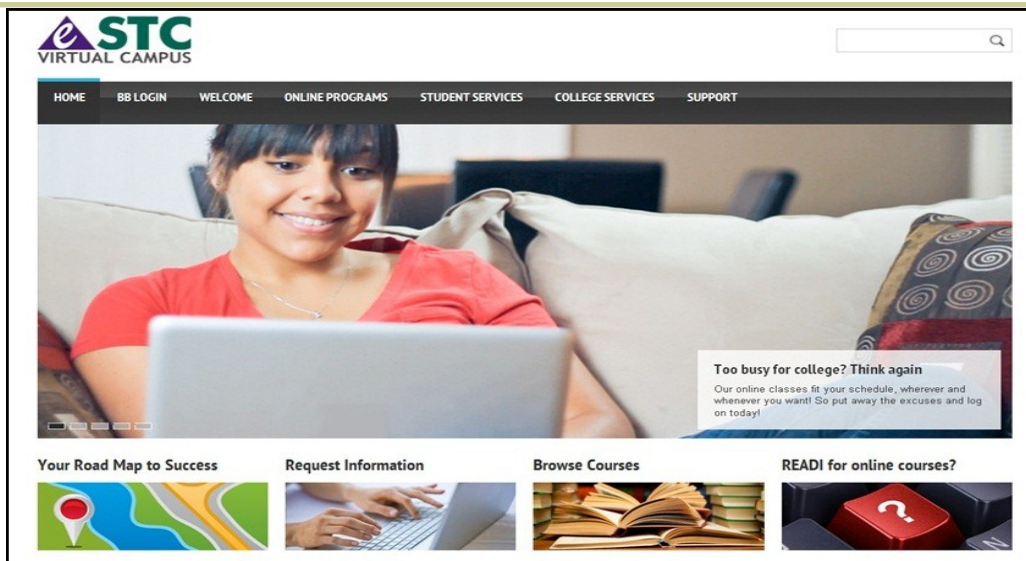 eSTC
VIRTUAL CAMPUS
HOME BB LOGIN WELCOME ONLINE PROGRAMS STUDENT SERVICES COLLEGE SERVICES SUPPORT
Too busy for college? Think again
Our online classes fit your schedule, wherever and
whenever you want! So put away the excuses and log
on today!
Your Road Map to Success Request Information Browse Courses READI for online courses?
?